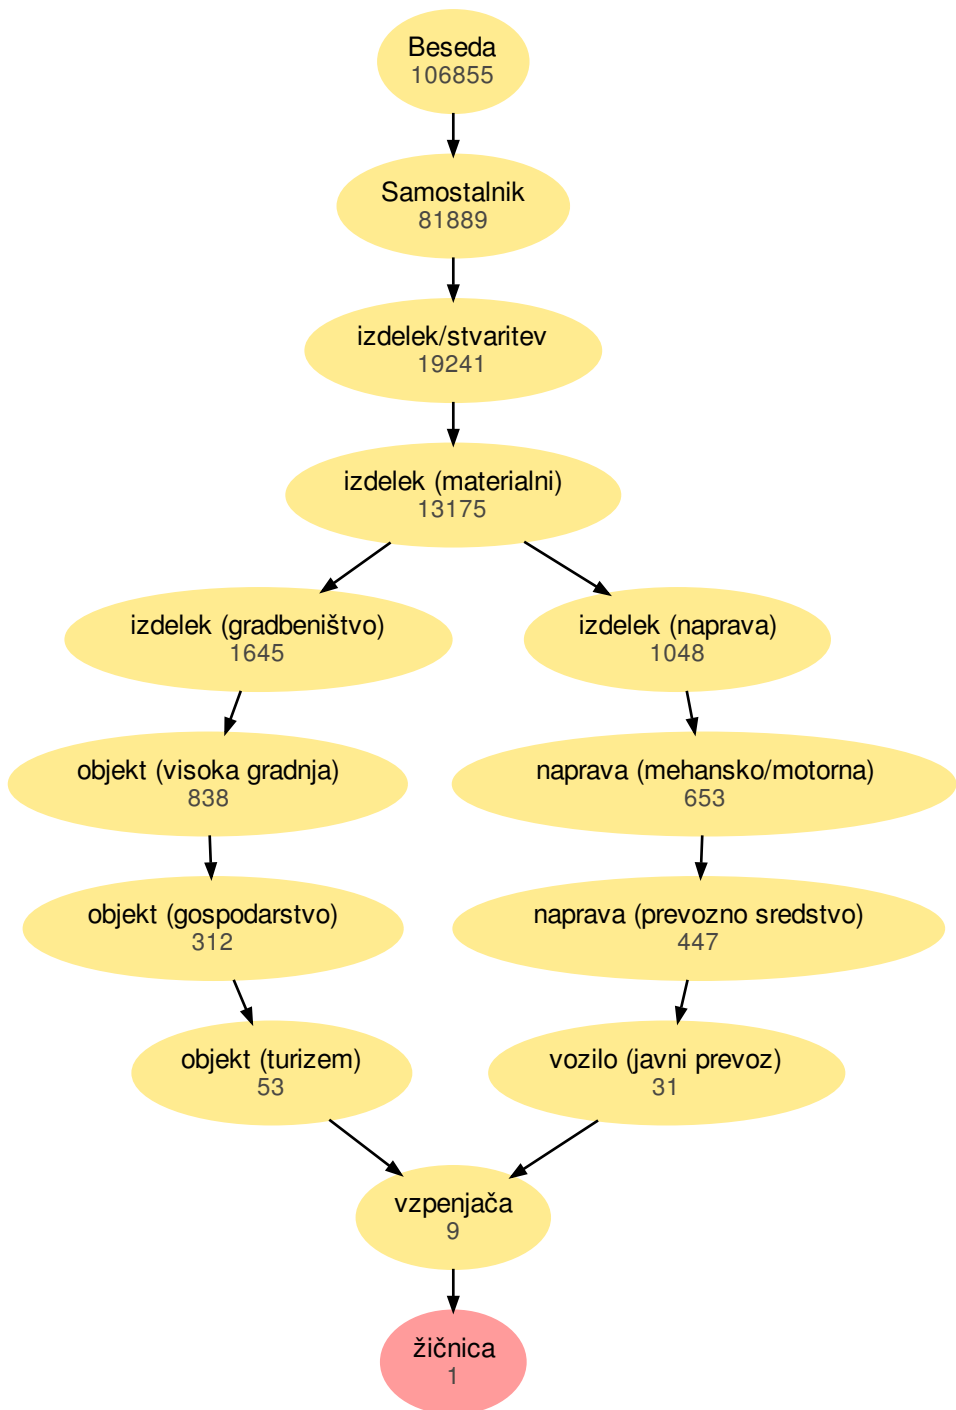 Beseda
106855
Samostalnik
81889
izdelek/stvaritev
19241
izdelek (materialni)
13175
izdelek (gradbeništvo)
1645
izdelek (naprava)
1048
objekt (visoka gradnja)
838
naprava (mehansko/motorna)
653
objekt (gospodarstvo)
312
naprava (prevozno sredstvo)
447
objekt (turizem)
53
vozilo (javni prevoz)
31
vzpenjača
9
žičnica
1